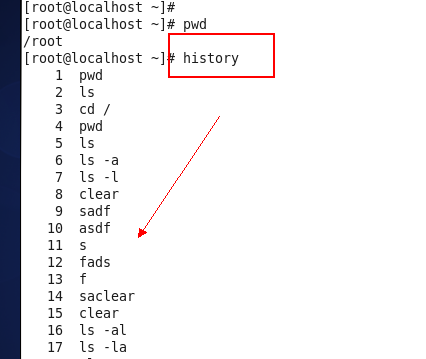 [root@localhost ~]#
[root@localhost ~]# pwd
/root
[root@localhost ~]# history
1 pwd
2 ls
3 cd /
4 pwd
5 ls
6 ls -a
7 ls -l
8 clear
9 sadf
10 asdf
11 s
12 fads
13 f
14 saclear
15 clear
16 ls -al
17 ls -la